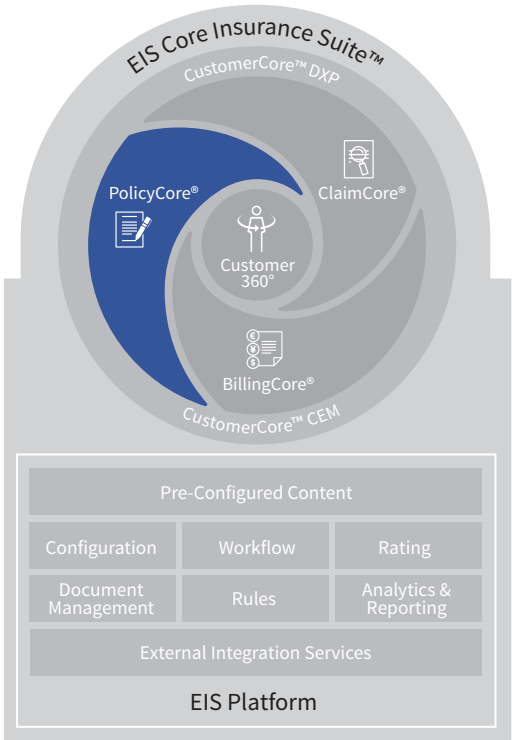 EIS Core Insurance Suite™
CustomerCore™ DXP
PolicyCore®
ClaimCore®
Customer
360°
€
¥
$
BillingCore®
CustomerCore™ CEM
Pre-Configured Content
Configuration
Workflow
Rating
Document
Management
Rules
Analytics &
Reporting
External Integration Services
EIS Platform